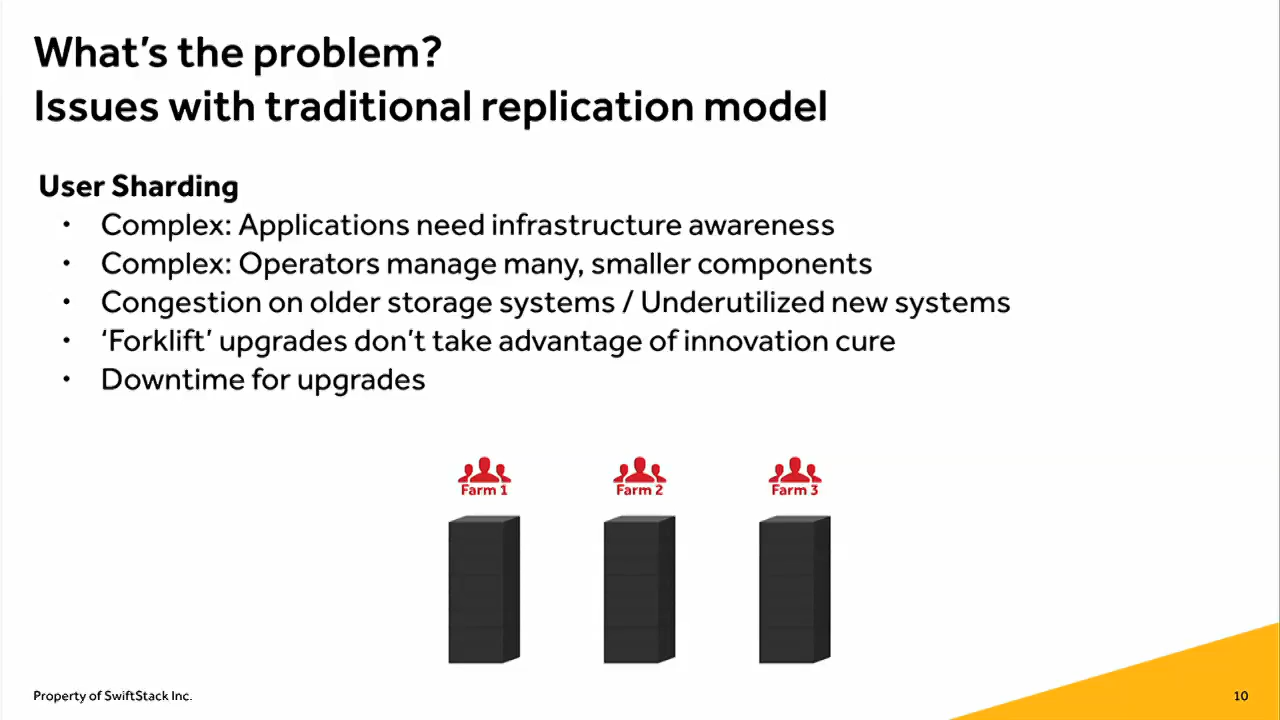 What’s the problem?
Issues with traditional replication model
User Sharding
• Complex: Applications need infrastructure awareness
• Complex: Operators manage many, smaller components
• Congestion on older storage systems / Underutilized new systems
• ‘Forklift’ upgrades don’t take advantage of innovation cure
• Downtime for upgrades
Farm 1 Farm 2 Farm 3
Property of SwiftStack Inc. 10